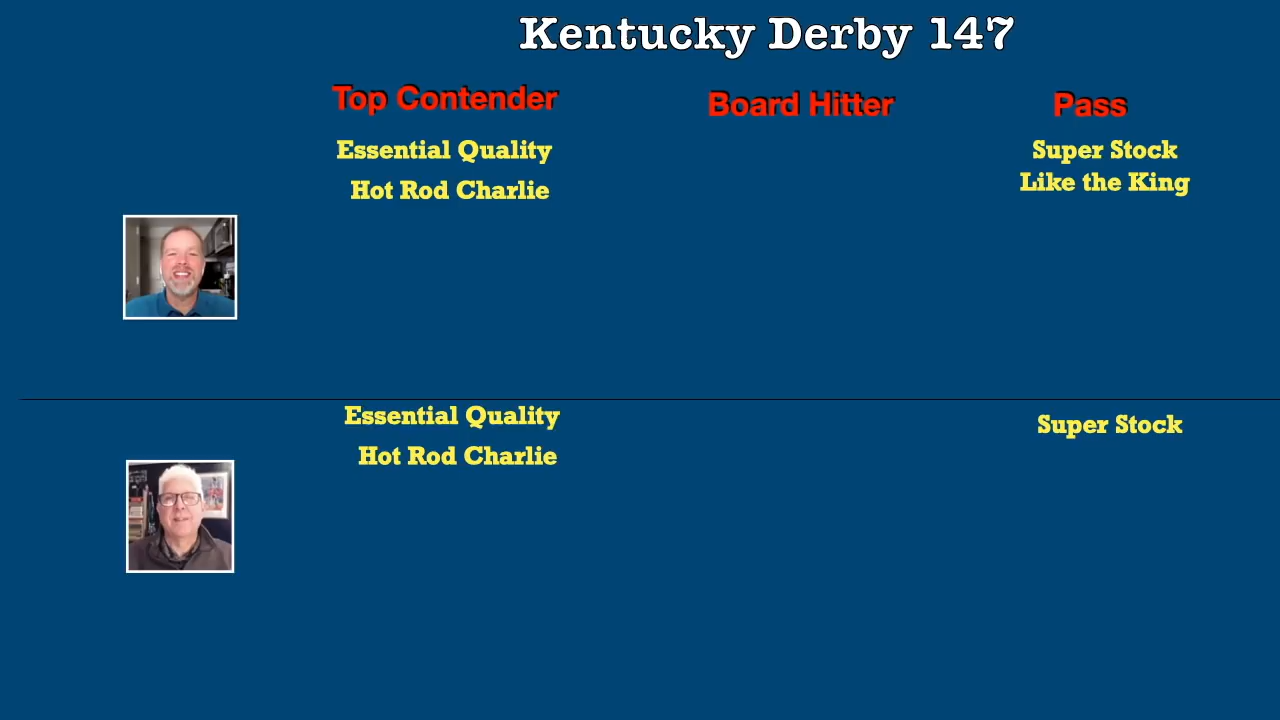 Kentucky Derby 147
Top Contender
Board Hitter
Pass
Essential Quality
Super Stock
Hot Rod Charlie
Like the King
Essential Quality
Super Stock
Hot Rod Charlie